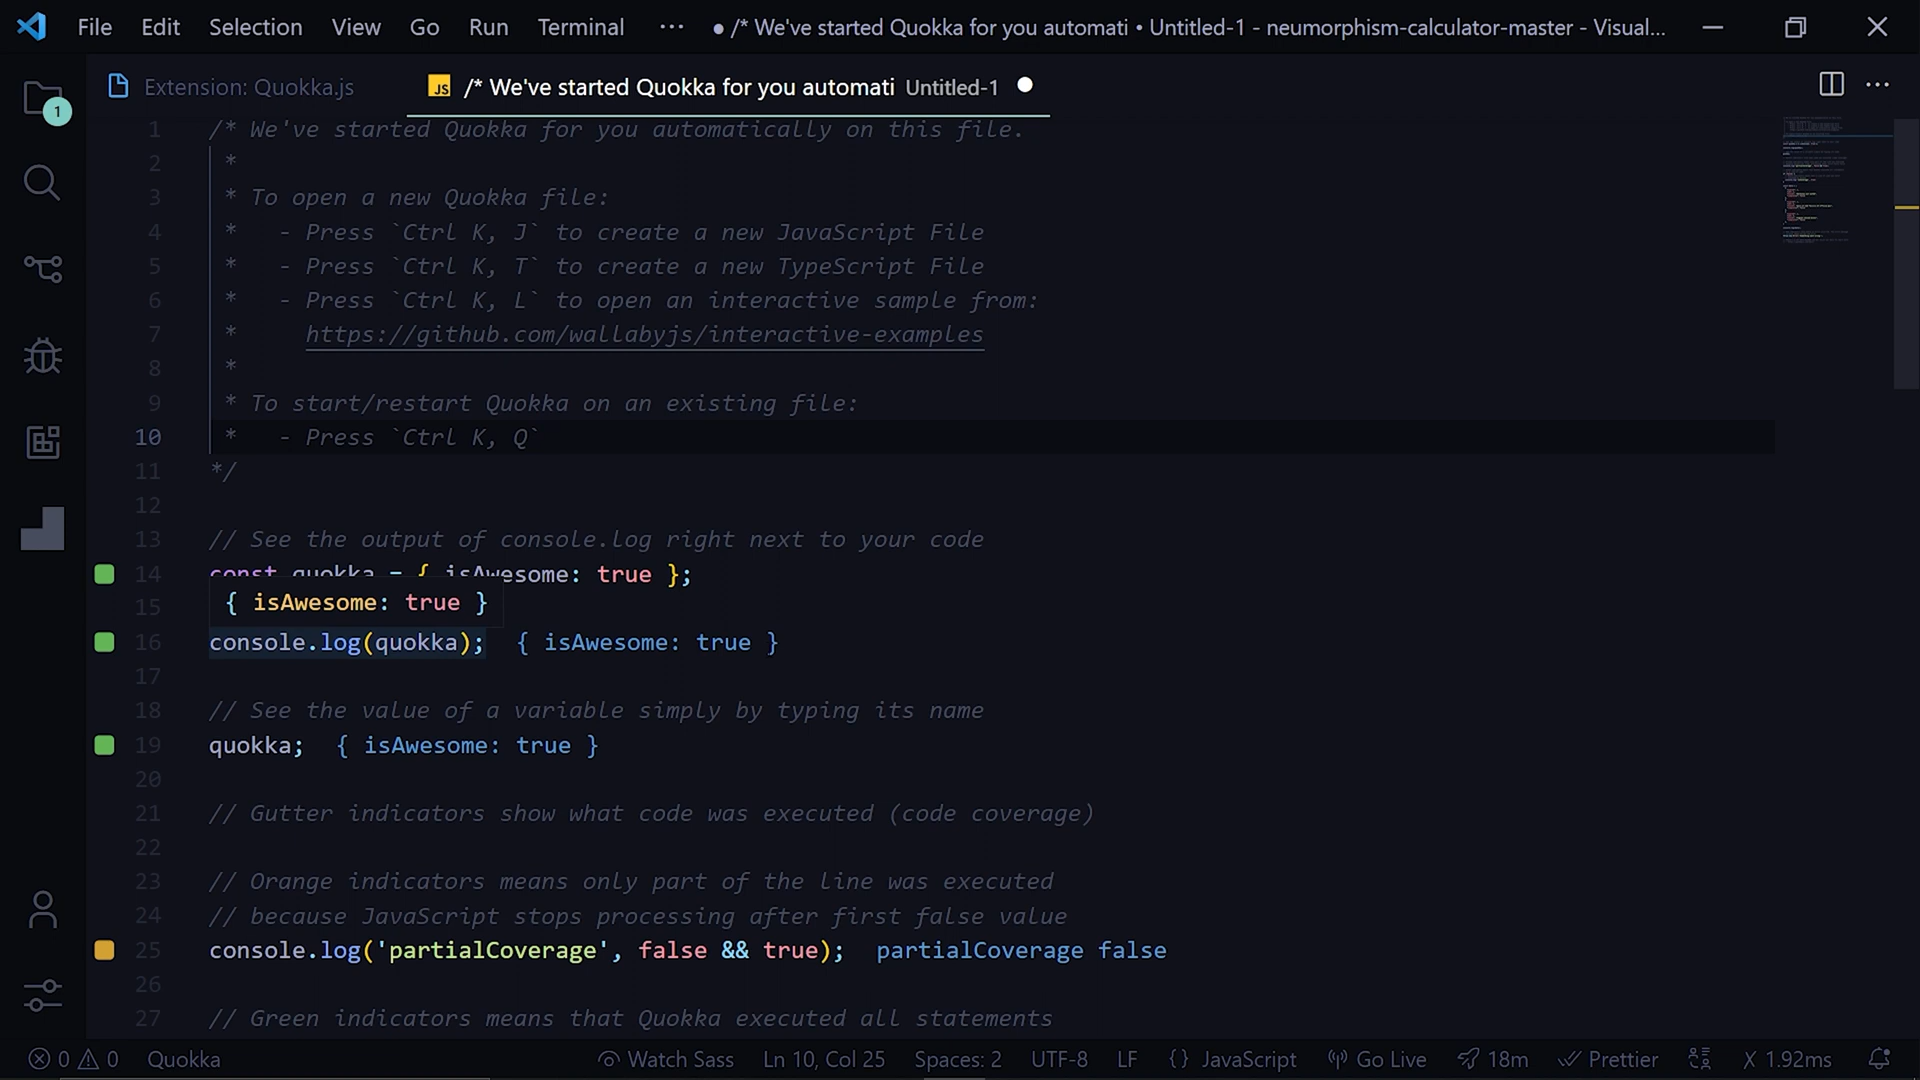 File Edit Selection View Go Run Terminal ··· ● /* We've started Quokka for you automati • Untitled-1 - neumorphism-calculator-master - Visual...
1
Extension: Quokka.js
JS /* We've started Quokka for you automati Untitled-1
1 /* We've started Quokka for you automatically on this file.
2 *
3 * To open a new Quokka file:
4 * - Press `Ctrl K, J` to create a new JavaScript File
5 * - Press `Ctrl K, T` to create a new TypeScript File
6 * - Press `Ctrl K, L` to open an interactive sample from:
7 * https://github.com/wallabyjs/interactive-examples
8 *
9 * To start/restart Quokka on an existing file:
10 * - Press `Ctrl K, Q`
11 */
12
13 // See the output of console.log right next to your code
14 const quokka = { isAwesome: true };
{ isAwesome: true }
15
16 console.log(quokka); { isAwesome: true }
17
18 // See the value of a variable simply by typing its name
19 quokka; { isAwesome: true }
20
21 // Gutter indicators show what code was executed (code coverage)
22
23 // Orange indicators means only part of the line was executed
24 // because JavaScript stops processing after first false value
25 console.log('partialCoverage', false && true); partialCoverage false
26
27 // Green indicators means that Quokka executed all statements
0 0 Quokka Watch Sass Ln 10, Col 25 Spaces: 2 UTF-8 LF {} JavaScript Go Live 18m Prettier X 1.92ms